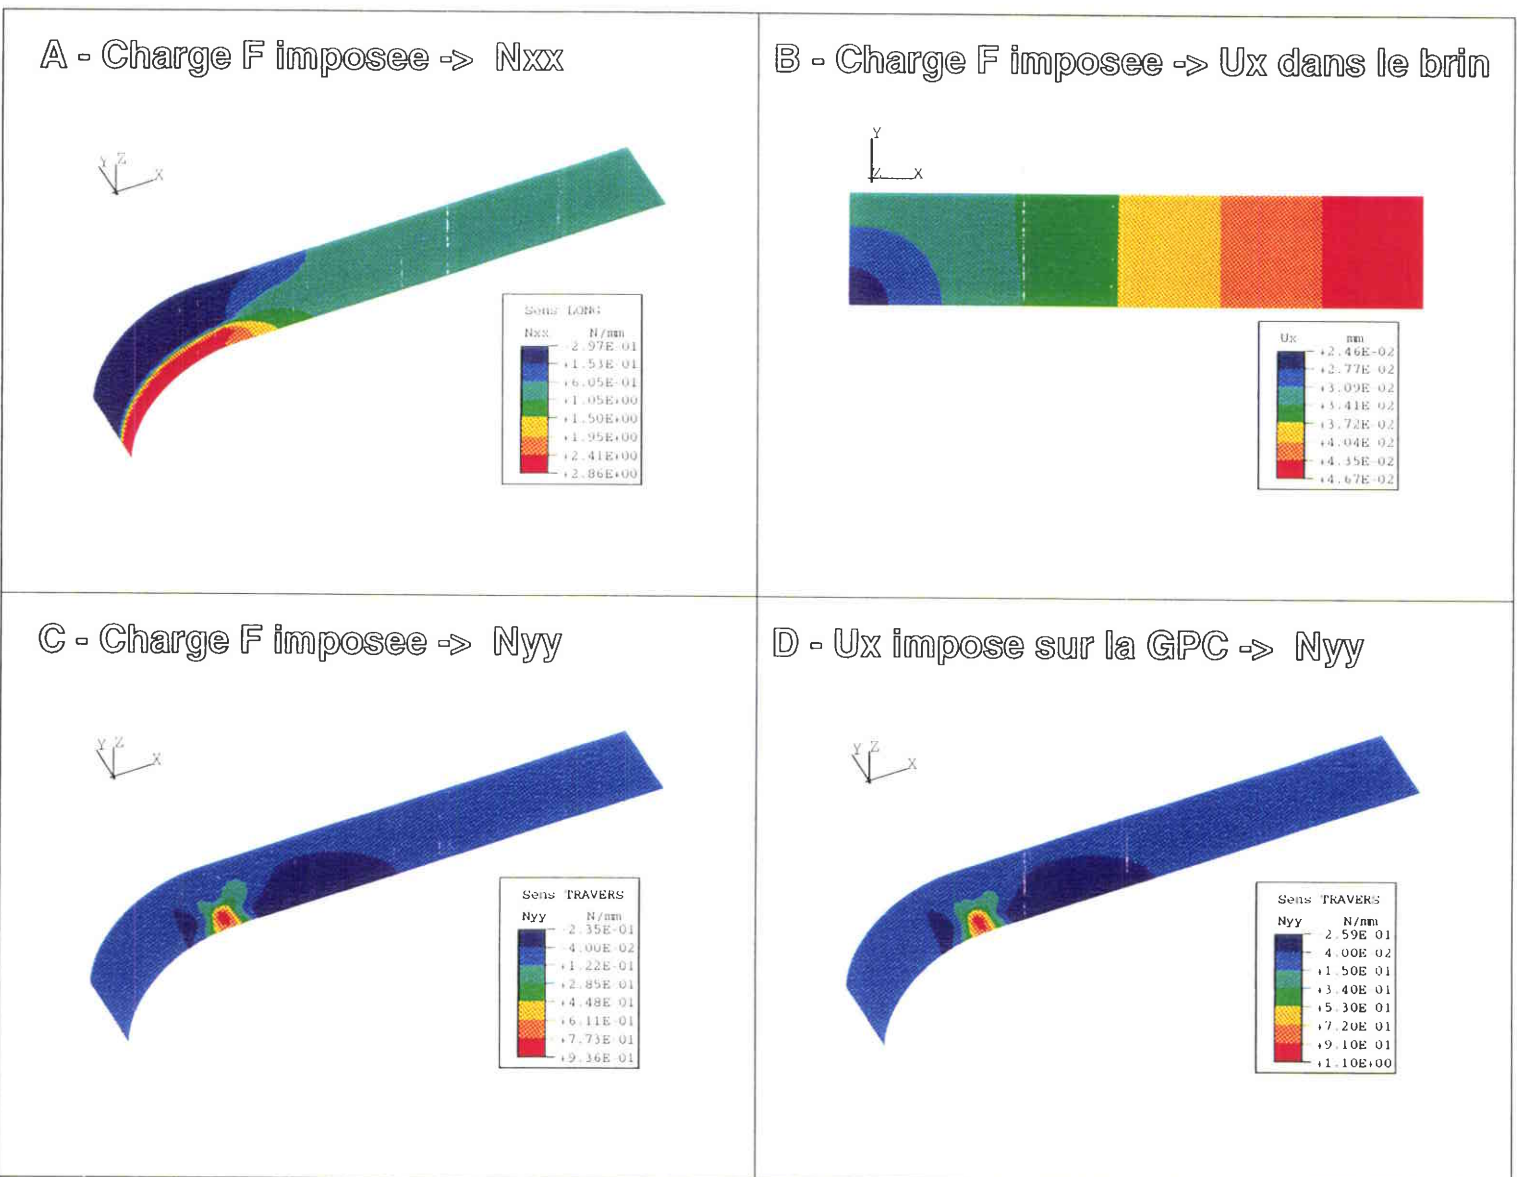 A - Charge F imposee -> Nxx
Y Z X
Sens LONG
Nxx N/mm
-2.97E-01
+1.53E-01
+6.05E-01
+1.05E+00
+1.50E+00
+1.95E+00
+2.41E+00
+2.86E+00
B - Charge F imposee -> Ux dans le brin
Y
Z X
Ux mm
+2.46E-02
+2.77E-02
+3.09E-02
+3.41E-02
+3.72E-02
+4.04E-02
+4.35E-02
+4.67E-02
C - Charge F imposee -> Nyy
Y Z X
Sens TRAVERS
Nyy N/mm
-2.35E-01
-4.00E-02
+1.22E-01
+2.85E-01
+4.48E-01
+6.11E-01
+7.73E-01
+9.36E-01
D - Ux impose sur la GPC -> Nyy
Y Z X
Sens TRAVERS
Nyy N/mm
2.59E 01
4.00E 02
+1.50E 01
+3.40E 01
+5.30E 01
+7.20E 01
+9.10E 01
+1.10E+00